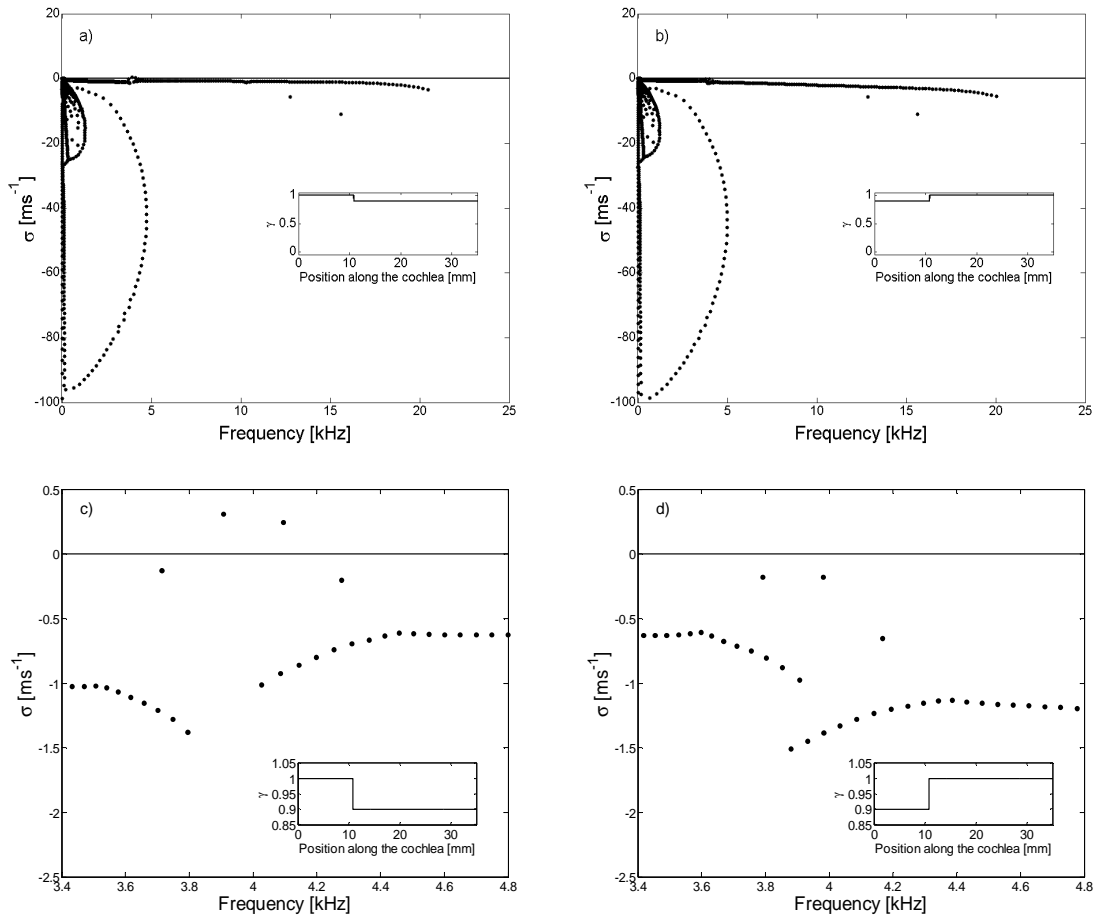 a)
20
0
-20
-40
-60
-80
-100
σ [ms-1]
0 5 10 15 20 25
Frequency [kHz]
1
0.5
0
γ
0 10 20 30
Position along the cochlea [mm]
b)
20
0
-20
-40
-60
-80
-100
σ [ms-1]
0 5 10 15 20 25
Frequency [kHz]
1
0.5
0
γ
0 10 20 30
Position along the cochlea [mm]
c)
0.5
0
-0.5
-1
-1.5
-2
-2.5
σ [ms-1]
3.4 3.6 3.8 4 4.2 4.4 4.6 4.8
Frequency [kHz]
1.05
1
0.95
0.9
0.85
γ
0 10 20 30
Position along the cochlea [mm]
d)
0.5
0
-0.5
-1
-1.5
-2
-2.5
σ [ms-1]
3.4 3.6 3.8 4 4.2 4.4 4.6 4.8
Frequency [kHz]
1.05
1
0.95
0.9
0.85
γ
0 10 20 30
Position along the cochlea [mm]